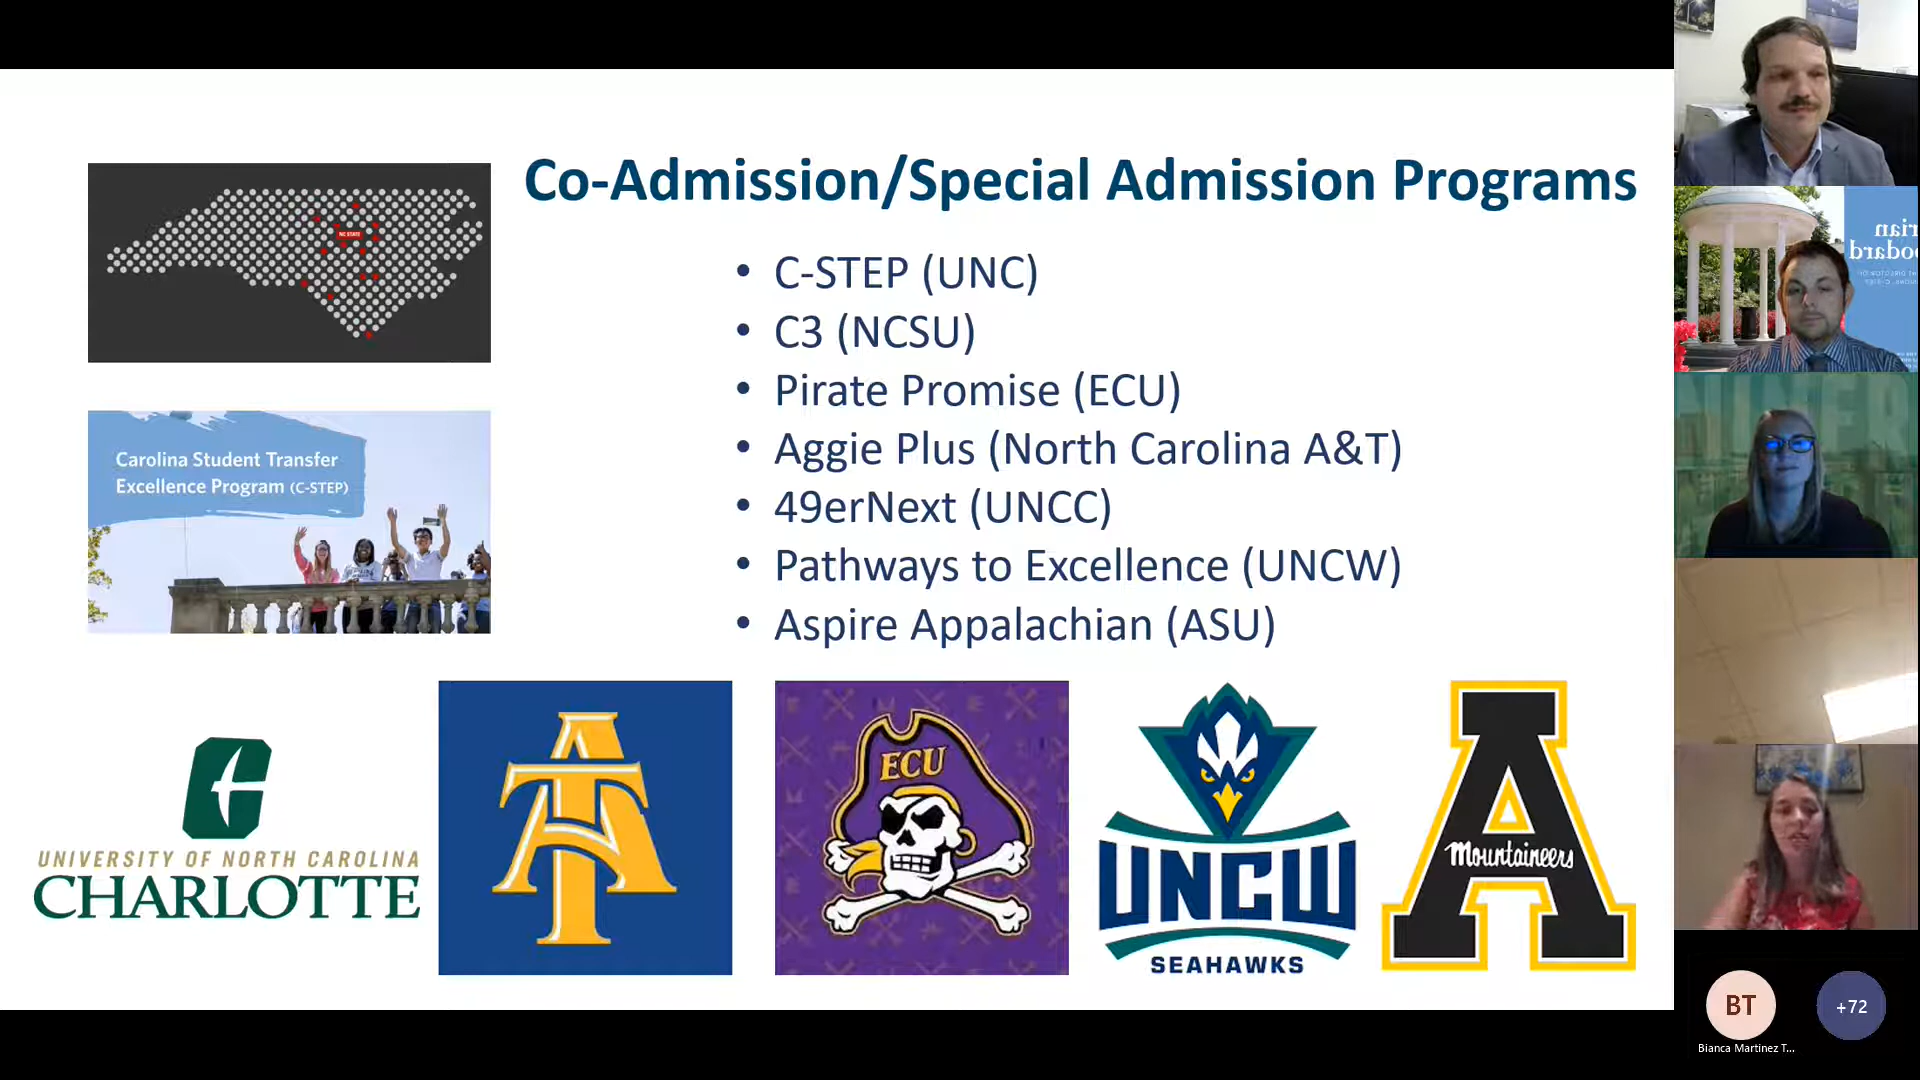 Co-Admission/Special Admission Programs
NC STATE
• C-STEP (UNC)
• C3 (NCSU)
• Pirate Promise (ECU)
• Aggie Plus (North Carolina A&T)
• 49erNext (UNCC)
• Pathways to Excellence (UNCW)
• Aspire Appalachian (ASU)
Carolina Student Transfer
Excellence Program (C-STEP)
UNIVERSITY OF NORTH CAROLINA
CHARLOTTE
AT
ECU
UNCW
SEAHAWKS
A
Mountaineers
BT
Bianca Martinez T...
+72